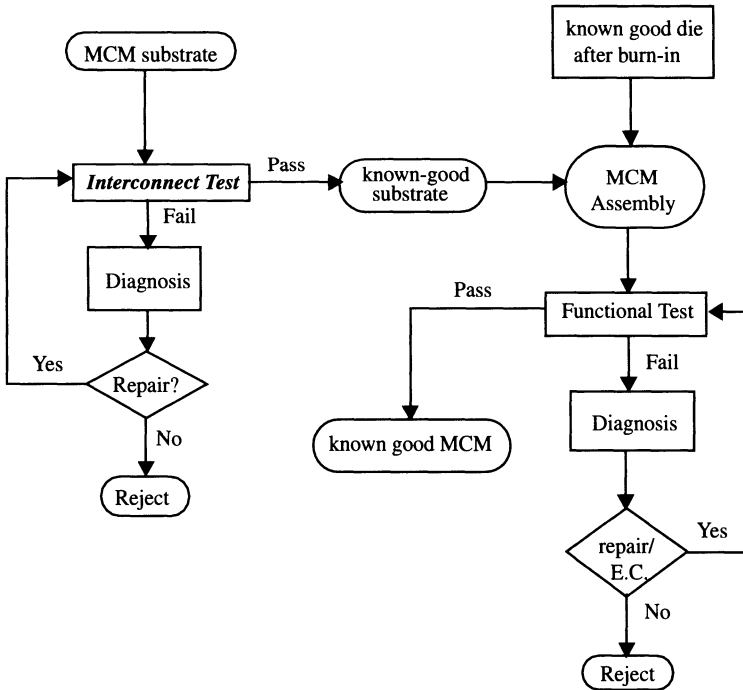 MCM substrate
Interconnect Test
Pass
Fail
Diagnosis
Repair?
Yes
No
Reject
known-good
substrate
known good die
after burn-in
MCM
Assembly
Functional Test
Pass
Fail
known good MCM
Diagnosis
repair/
E.C.
Yes
No
Reject